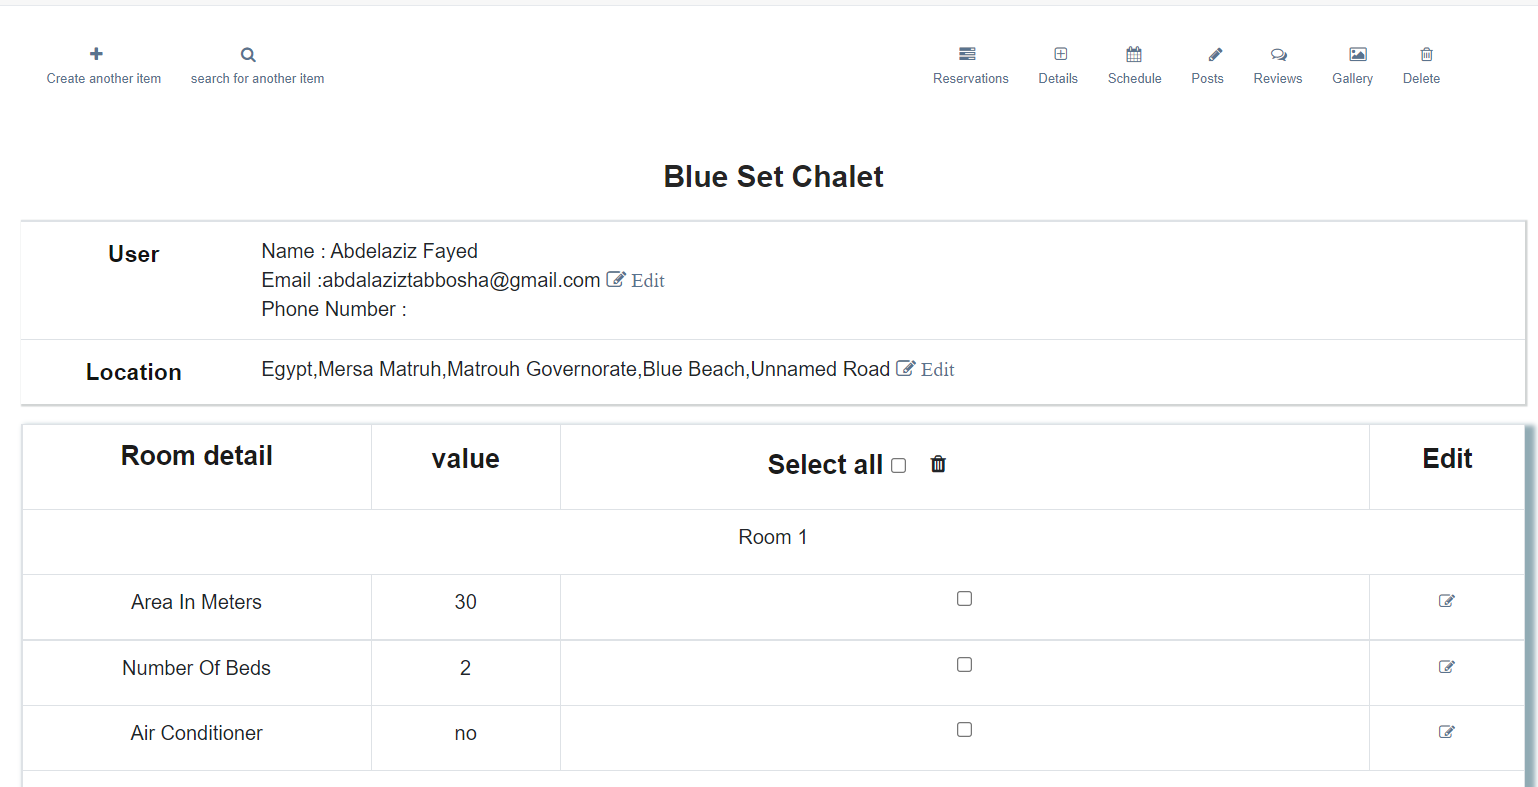 Create another item
search for another item
Reservations
Details
Schedule
Posts
Reviews
Gallery
Delete
Blue Set Chalet
User
Name : Abdelaziz Fayed
Email :abdalaziztabbosha@gmail.com Edit
Phone Number :
Location
Egypt,Mersa Matruh,Matrouh Governorate,Blue Beach,Unnamed Road Edit
Room detail
value
Select all
Edit
Room 1
Area In Meters
30
Number Of Beds
2
Air Conditioner
no